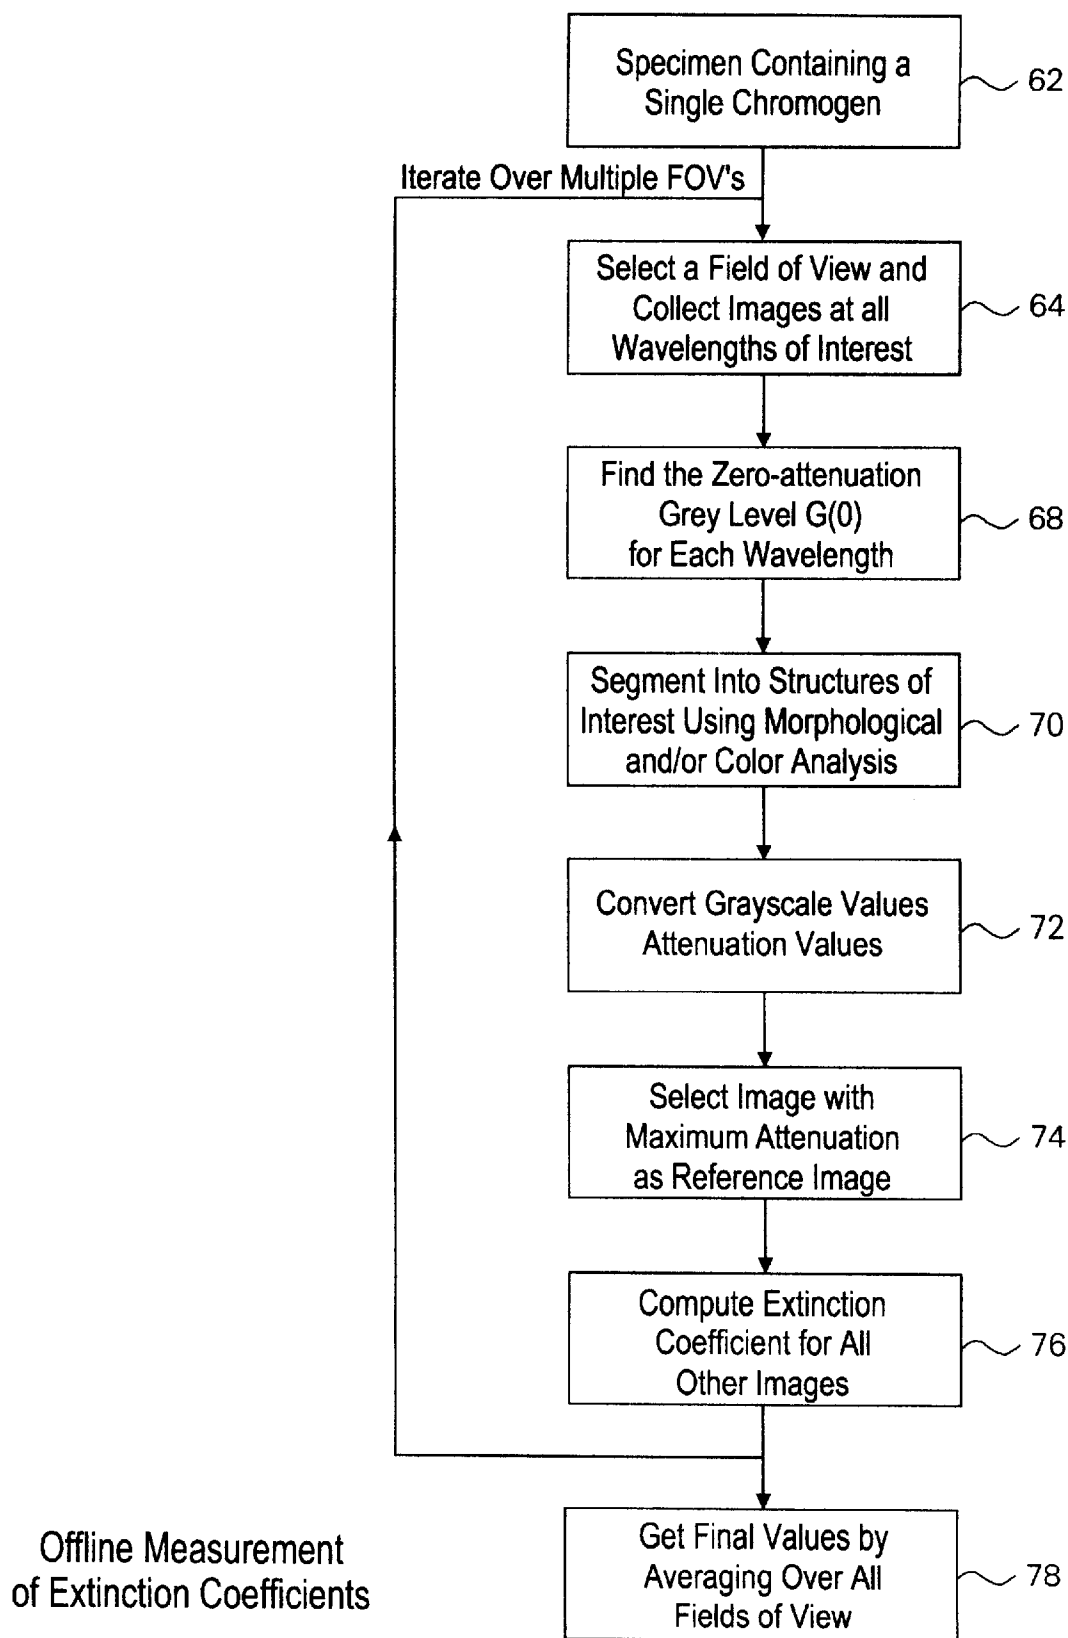 Specimen Containing a
Single Chromogen
62
Iterate Over Multiple FOV's
Select a Field of View and
Collect Images at all
Wavelengths of Interest
64
Find the Zero-attenuation
Grey Level G(0)
for Each Wavelength
68
Segment Into Structures of
Interest Using Morphological
and/or Color Analysis
70
Convert Grayscale Values
Attenuation Values
72
Select Image with
Maximum Attenuation
as Reference Image
74
Compute Extinction
Coefficient for All
Other Images
76
Get Final Values by
Averaging Over All
Fields of View
78
Offline Measurement
of Extinction Coefficients